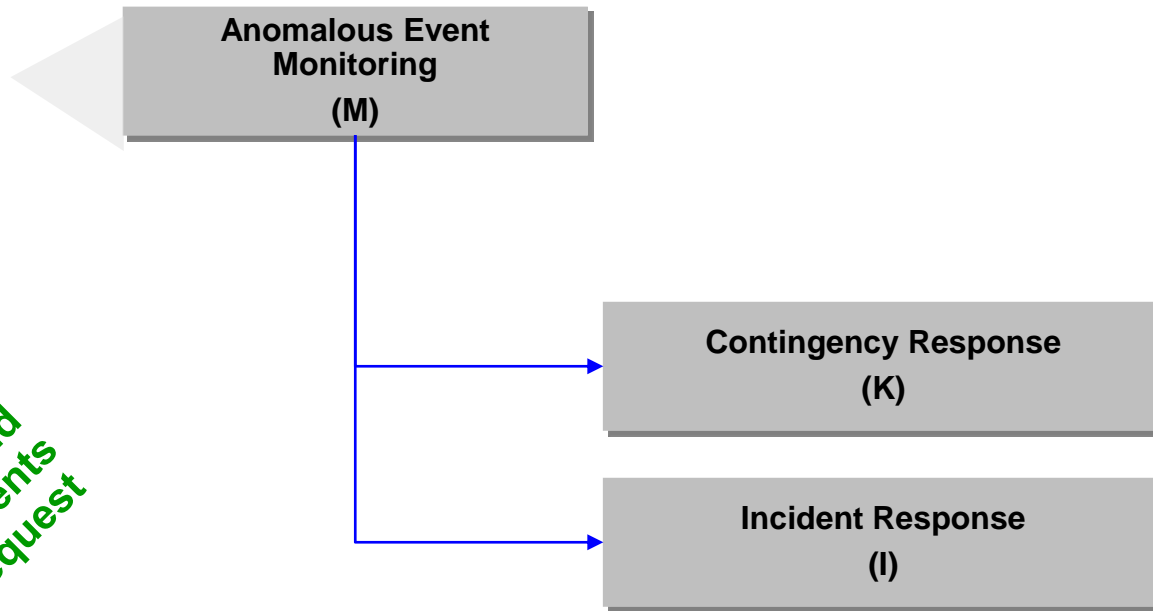 Anomalous Event
Monitoring
(M)
Contingency Response
(K)
Incident Response
(I)